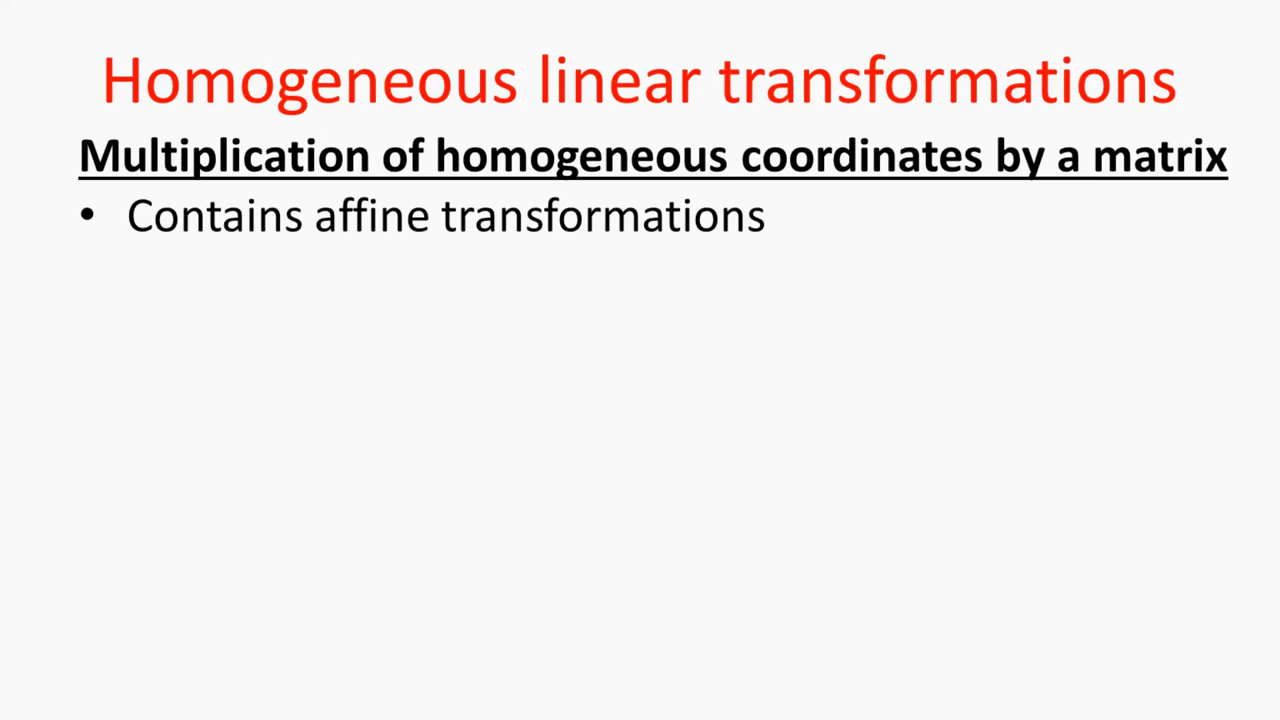 Homogeneous linear transformations
Multiplication of homogeneous coordinates by a matrix
• Contains affine transformations